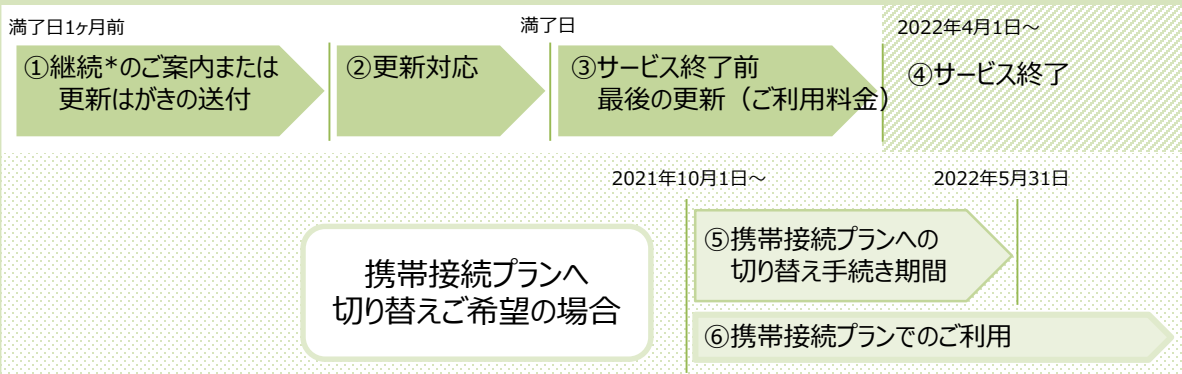 満了日1ヶ月前
満了日
2022年4月1日～
①継続*のご案内または
更新はがきの送付
②更新対応
③サービス終了前
最後の更新（ご利用料金）
④サービス終了
2021年10月1日～
2022年5月31日
携帯接続プランへ
切り替えご希望の場合
⑤携帯接続プランへの
切り替え手続き期間
⑥携帯接続プランでのご利用